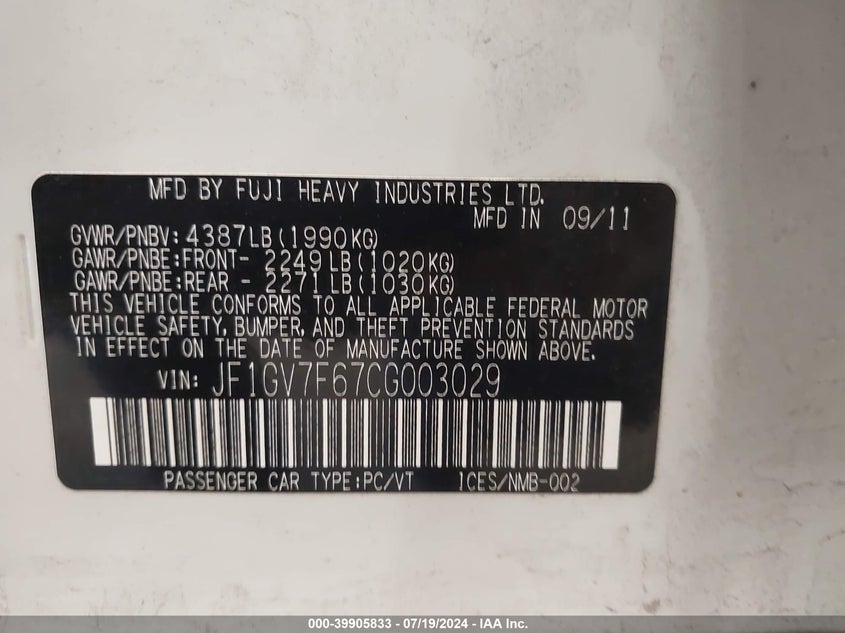 MFD BY FUJI HEAVY INDUSTRIES LTD.
MFD IN 09/11
GVWR/PNBV: 4387LB(1990KG)
GAWR/PNBE:FRONT- 2249LB(1020KG)
GAWR/PNBE:REAR - 2271LB(1030KG)
THIS VEHICLE CONFORMS TO ALL APPLICABLE FEDERAL MOTOR
VEHICLE SAFETY, BUMPER, AND THEFT PREVENTION STANDARDS
IN EFFECT ON THE DATE OF MANUFACTURE SHOWN ABOVE.
VIN: JF1GV7F67CG003029
PASSENGER CAR TYPE:PC/VT ICES/NMB-002
000-39905833 - 07/19/2024 - IAA Inc.